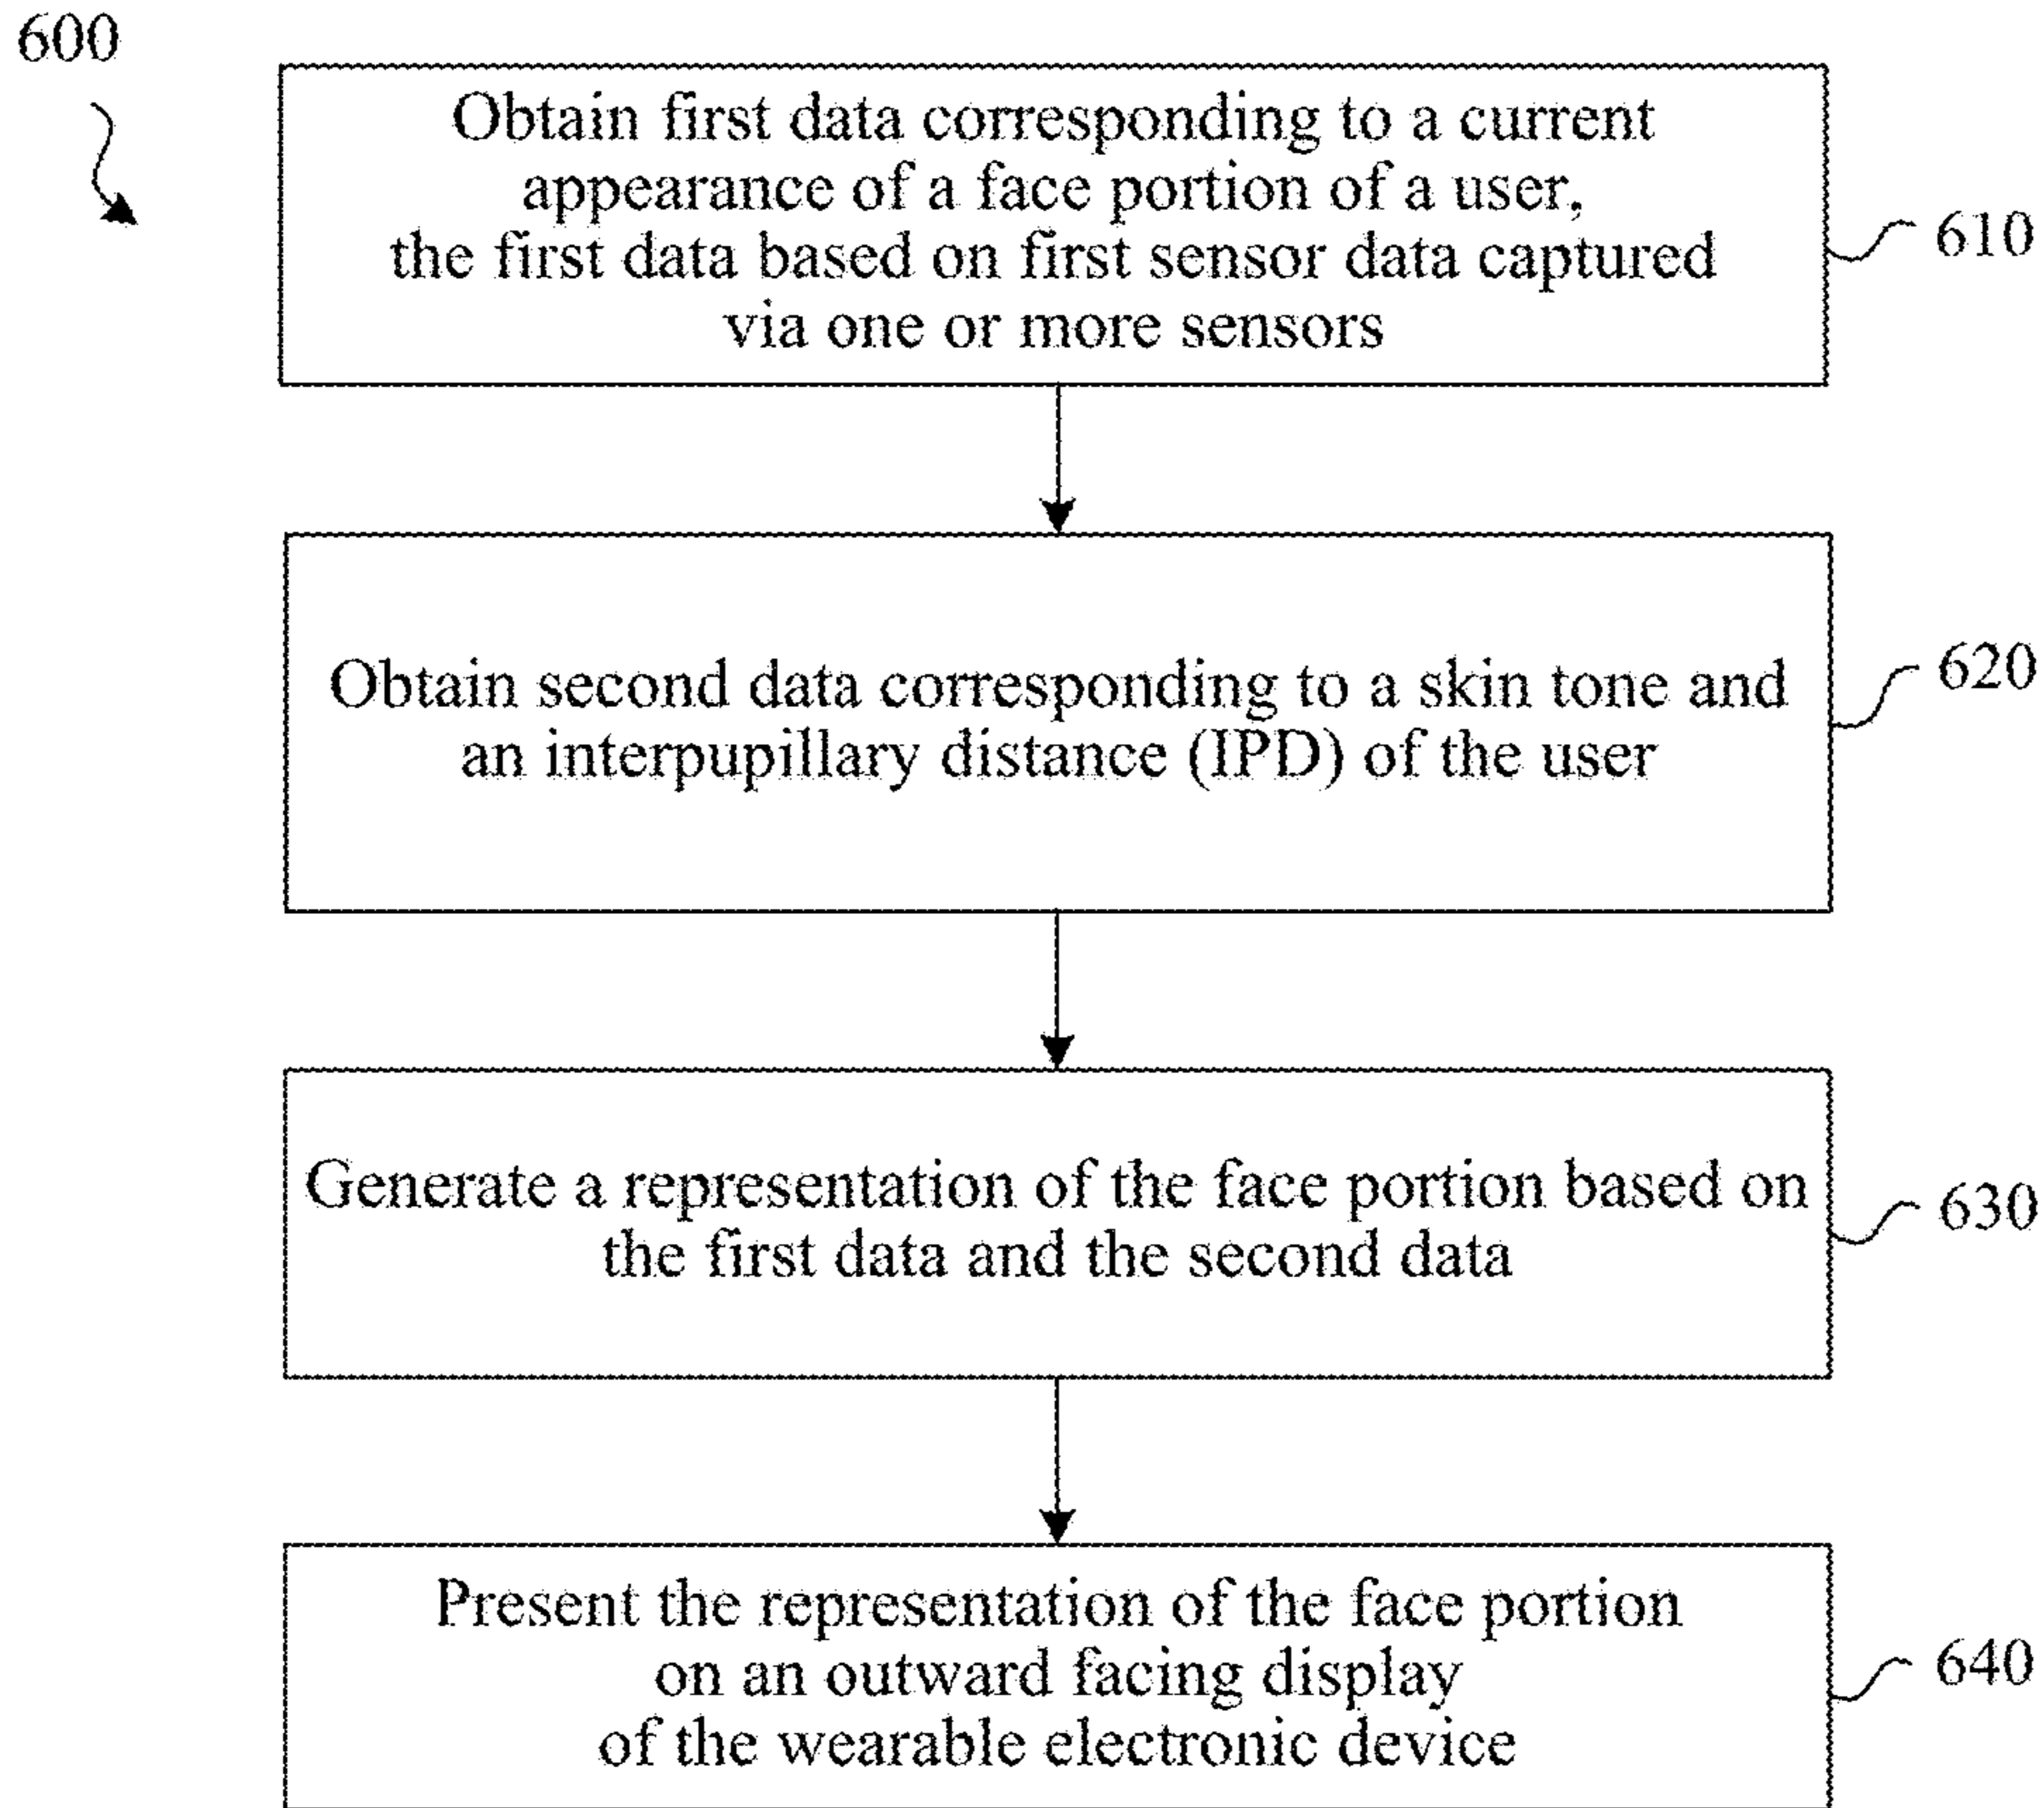 600
Obtain first data corresponding to a current
appearance of a face portion of a user,
the first data based on first sensor data captured
via one or more sensors
610
Obtain second data corresponding to a skin tone and
an interpupillary distance (IPD) of the user
620
Generate a representation of the face portion based on
the first data and the second data
630
Present the representation of the face portion
on an outward facing display
of the wearable electronic device
640